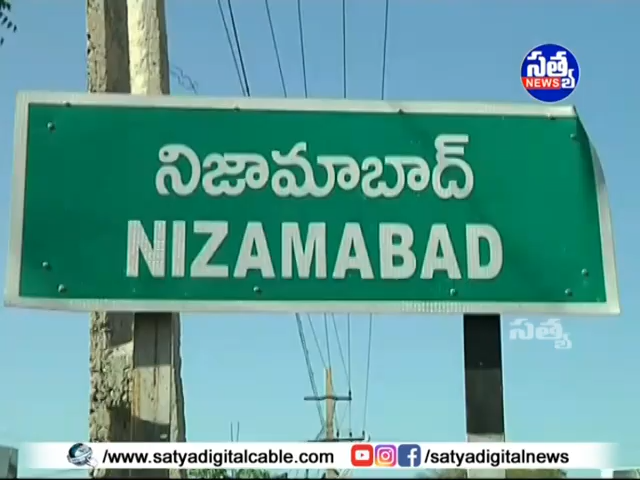 సత్య
NEWS
నిజామాబాద్
NIZAMABAD
సత్య
/www.satyadigitalcable.com/
/satyadigitalnews